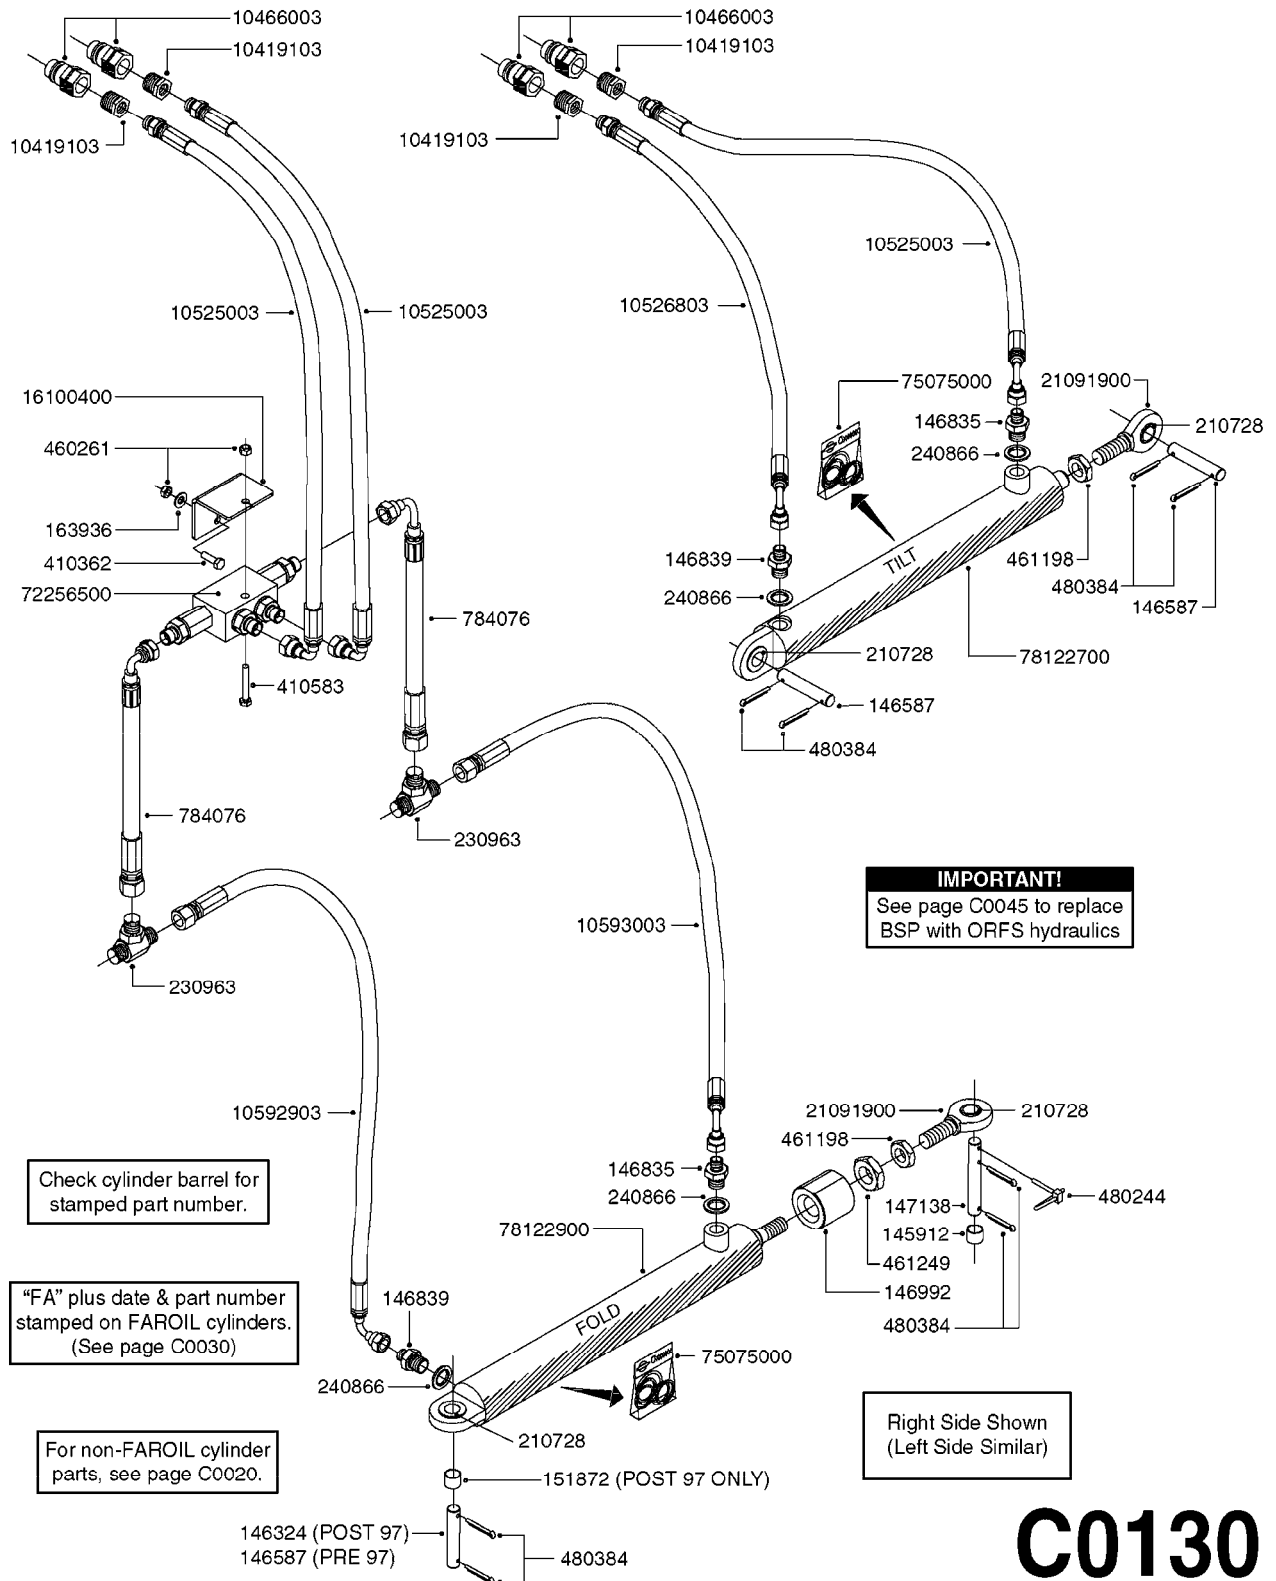 10466003
10419103
10419103
10466003
10419103
10419103
10525003
10526803
10525003
10525003
75075000
21091900
146835
210728
240866
16100400
460261
163936
410362
72256500
TILT
461198
480384
146587
146839
240866
784076
210728
78122700
410583
146587
480384
784076
230963
IMPORTANT!
See page C0045 to replace
BSP with ORFS hydraulics
10593003
230963
10592903
21091900
210728
461198
146835
240866
480244
147138
145912
78122900
461249
146992
480384
Check cylinder barrel for
stamped part number.
"FA" plus date & part number
stamped on FAROIL cylinders.
(See page C0030)
146839
FOLD
75075000
240866
210728
Right Side Shown
(Left Side Similar)
For non-FAROIL cylinder
parts, see page C0020.
151872 (POST 97 ONLY)
146324 (POST 97)
146587 (PRE 97)
480384
C0130